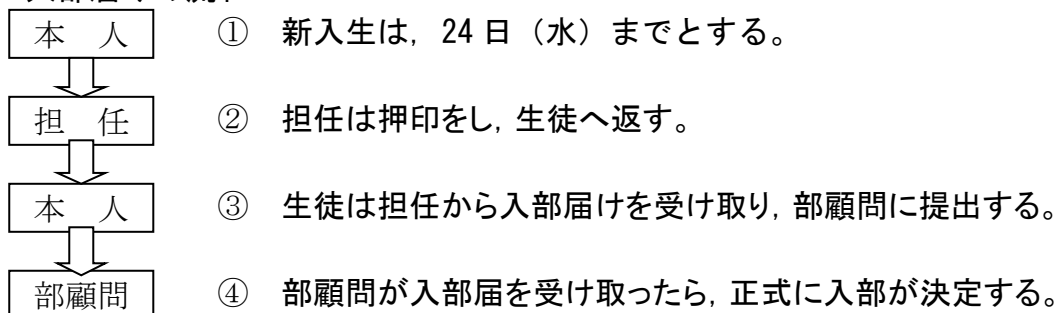 本　人　①　新入生は，24日（水）までとする。
担　任　②　担任は押印をし，生徒へ返す。
本　人　③　生徒は担任から入部届けを受け取り，部顧問に提出する。
部顧問　④　部顧問が入部届を受け取ったら，正式に入部が決定する。